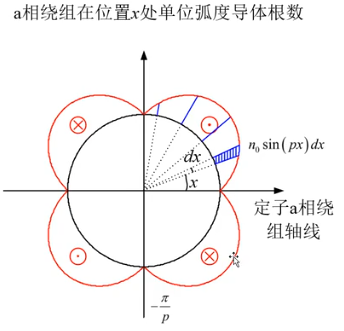 a相绕组在位置x处单位弧度导体根数
n₀ sin(px)dx
dx
x
定子a相绕
组轴线
-π/p